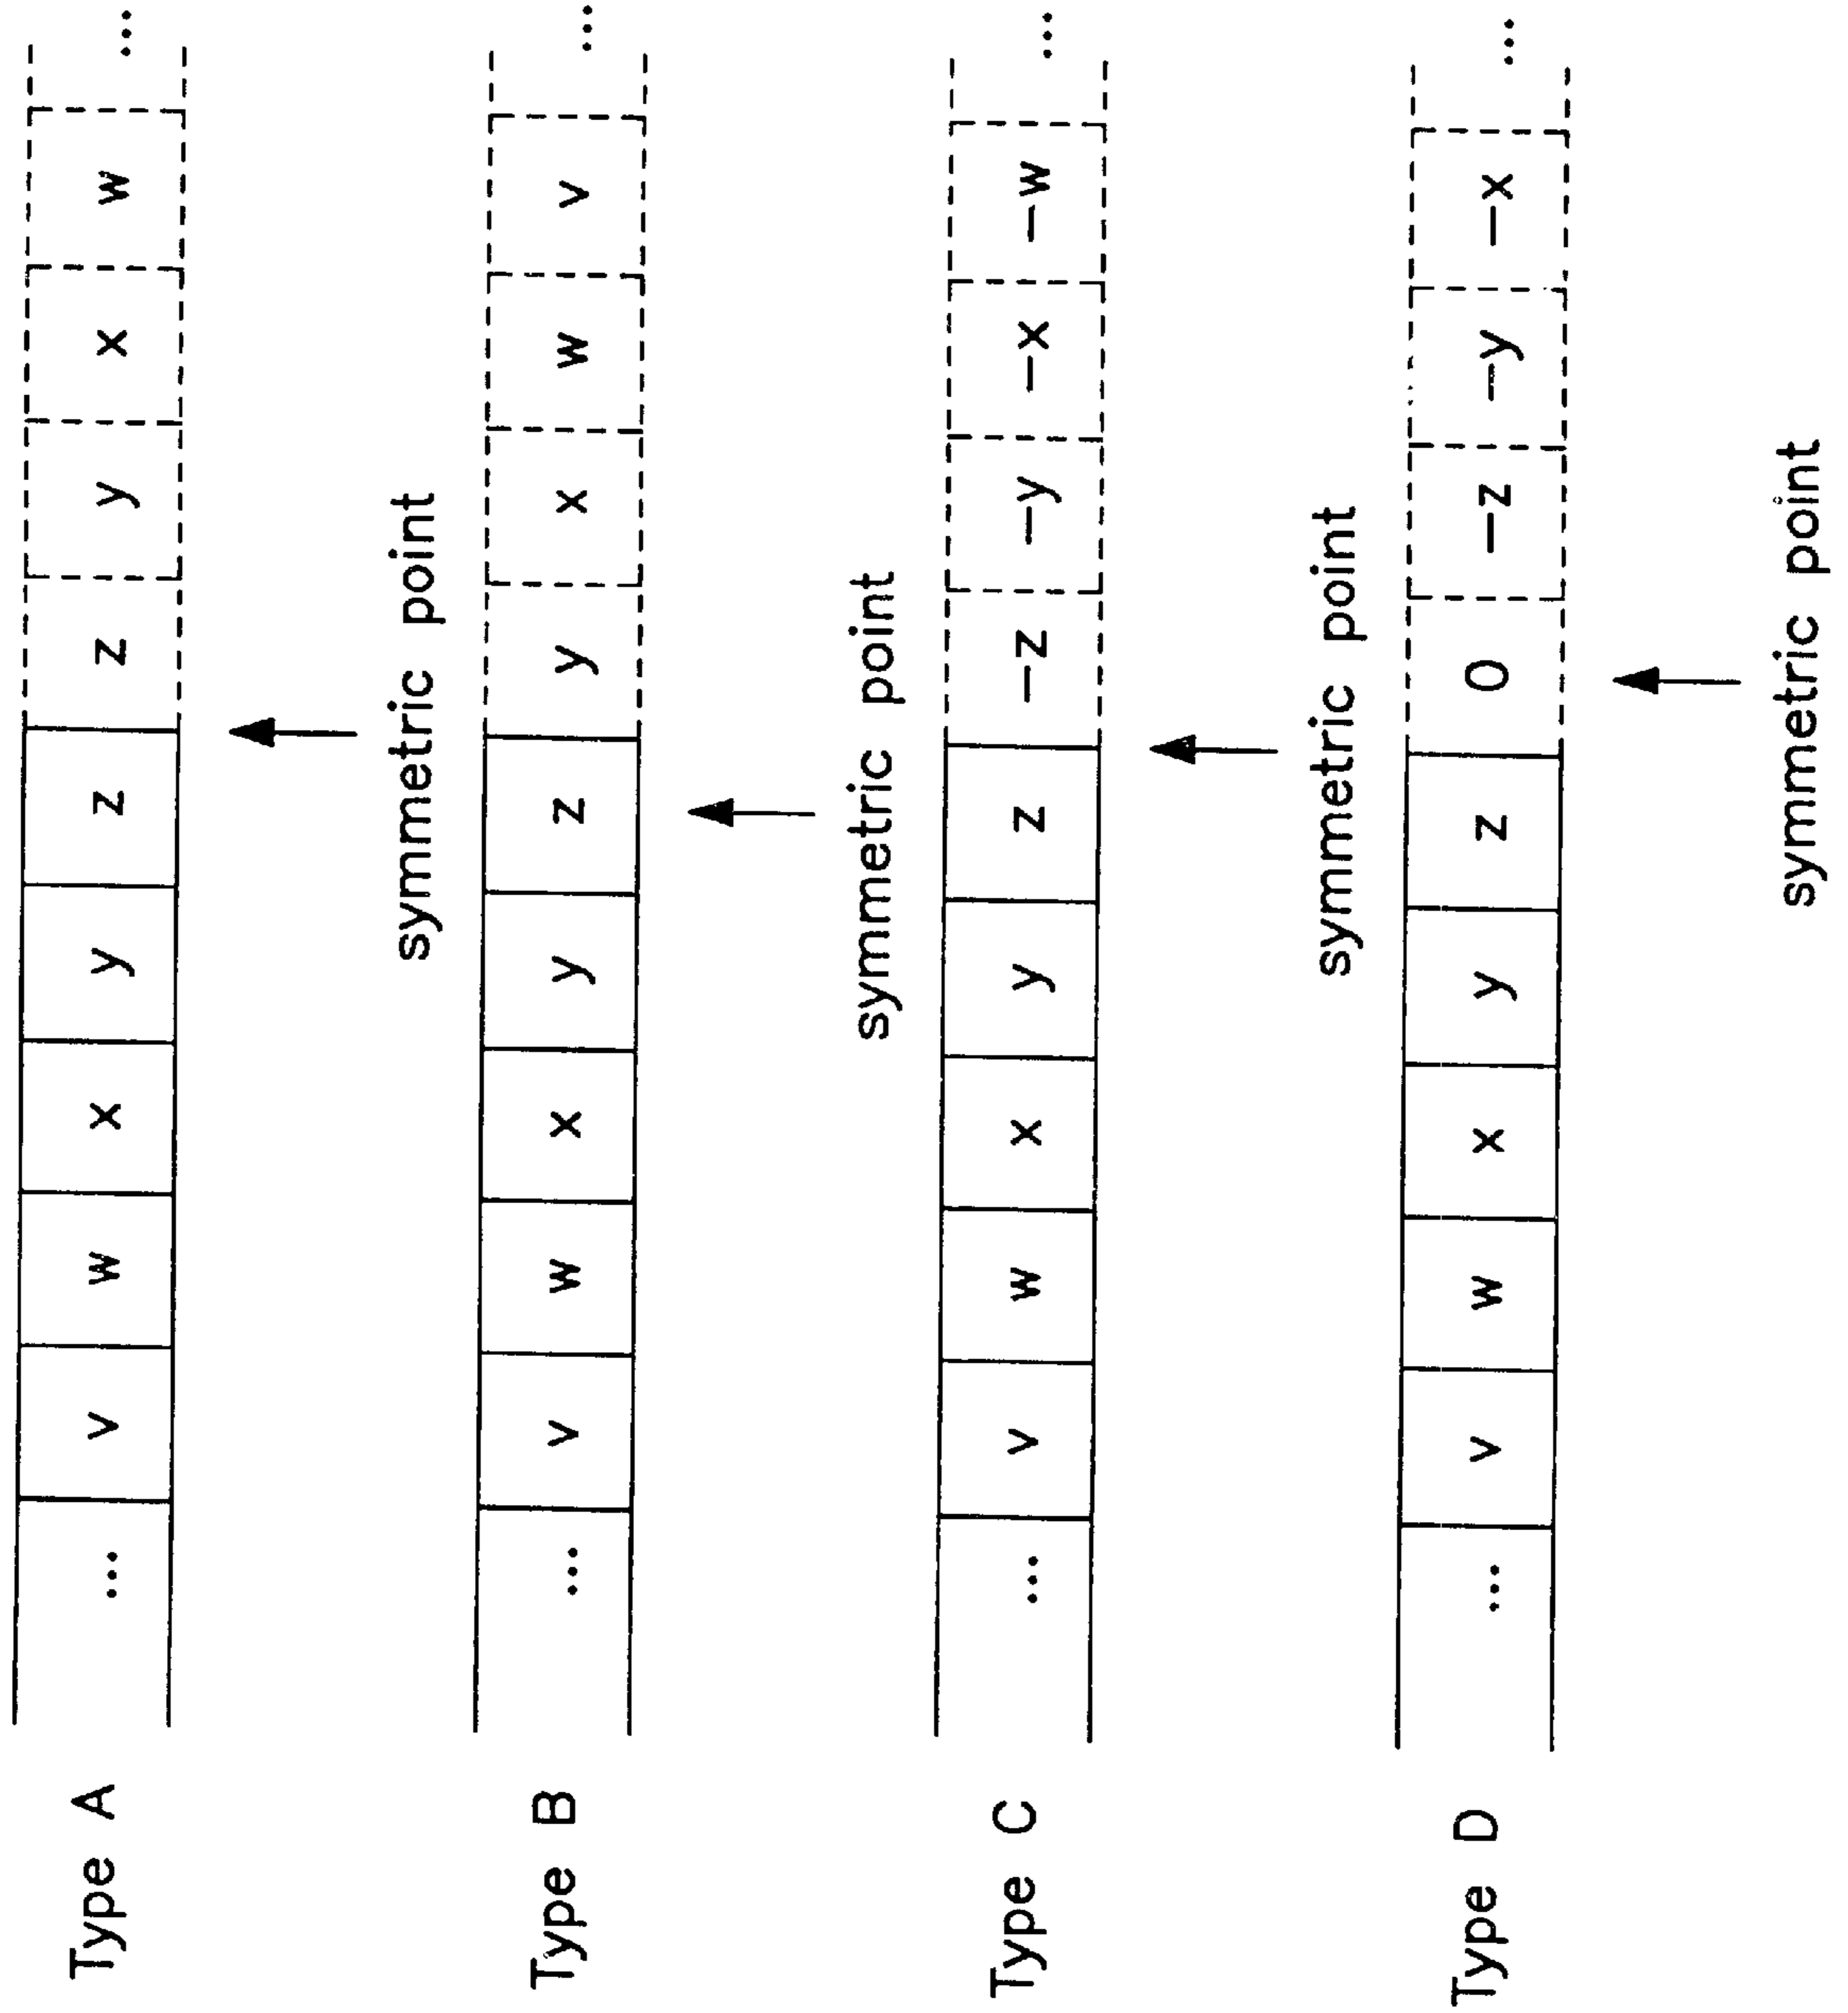 Type A ... v w x y z z y x w ...
symmetric point
Type B ... v w x y z y x w v ...
symmetric point
Type C ... v w x y z —z —y —x —w ...
symmetric point
Type D ... v w x y z 0 —z —y —x ...
symmetric point